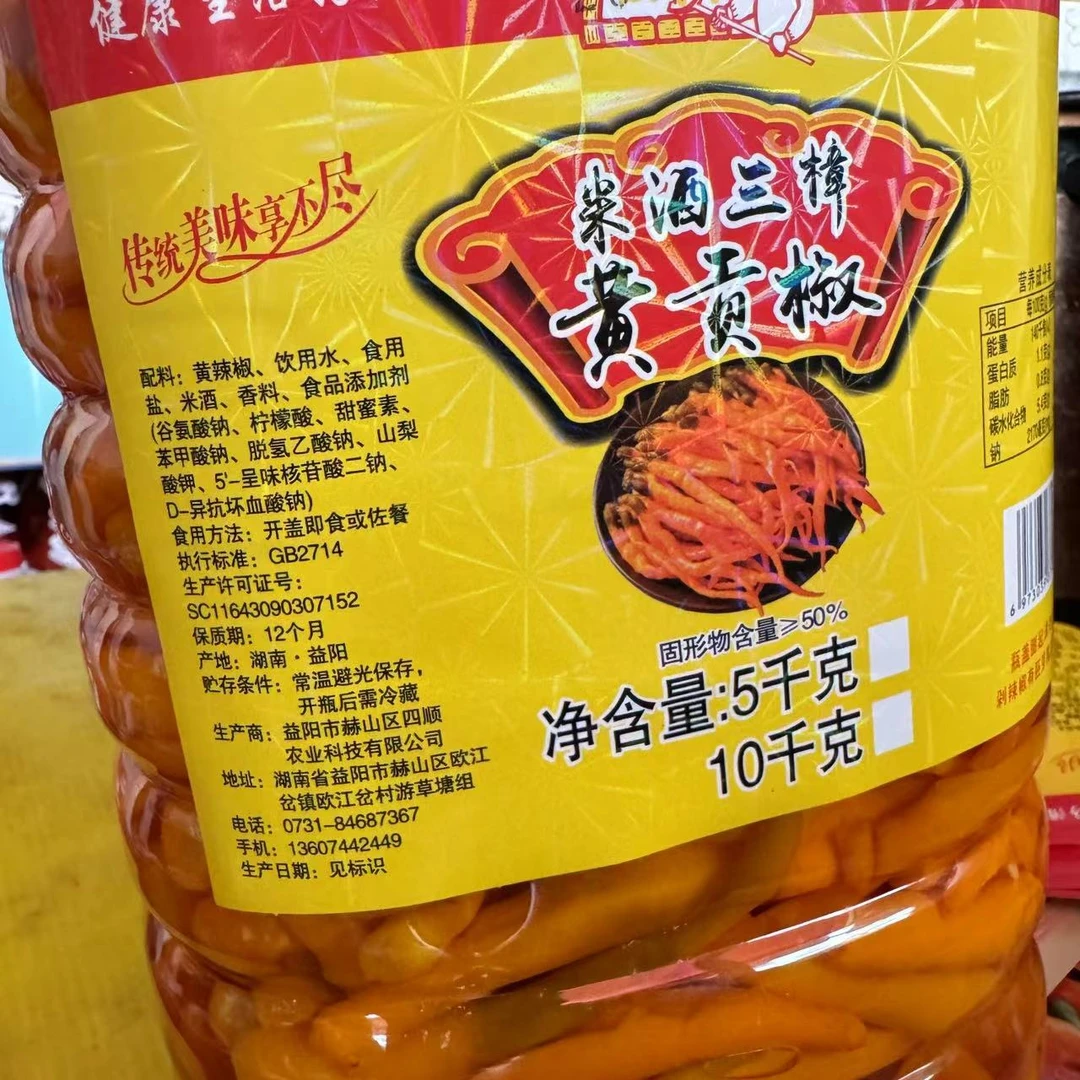 健康生活
传统美味享不尽
米酒三樟
黄贡椒
配料：黄辣椒、饮用水、食用
盐、米酒、香料、食品添加剂
(谷氨酸钠、柠檬酸、甜蜜素、
苯甲酸钠、脱氢乙酸钠、山梨
酸钾、5'-呈味核苷酸二钠、
D-异抗坏血酸钠)
食用方法：开盖即食或佐餐
执行标准：GB2714
生产许可证号：
SC11643090307152
保质期：12个月
产地：湖南·益阳
贮存条件：常温避光保存，
开瓶后需冷藏
生产商：益阳市赫山区四顺
农业科技有限公司
地址：湖南省益阳市赫山区欧江
岔镇欧江岔村游草塘组
电话：0731-84687367
手机：13607442449
生产日期：见标识
固形物含量≥50%
净含量:5千克
10千克
营养成分表
项目
能量
蛋白质
脂肪
碳水化合物
钠